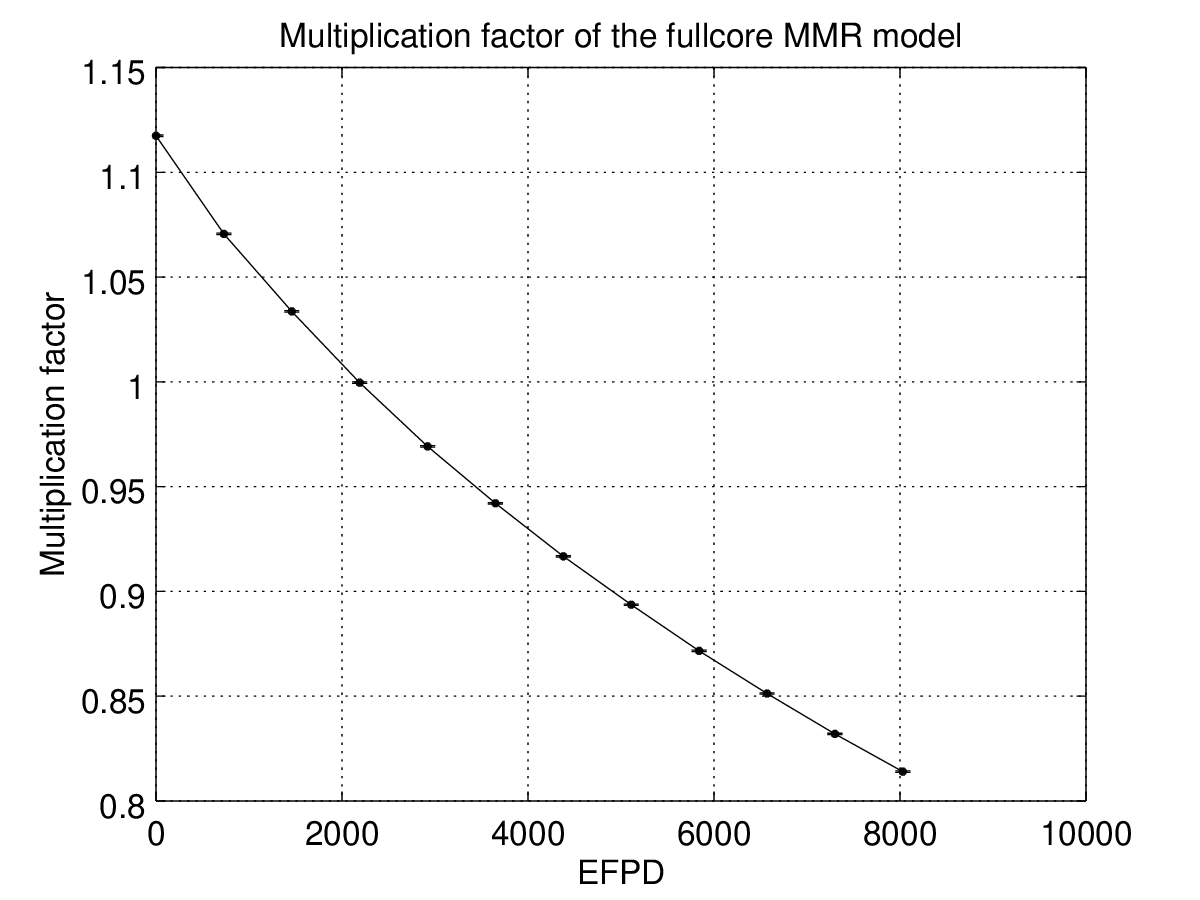 Multiplication factor of the fullcore MMR model
1.15
1.1
1.05
1
0.95
0.9
0.85
0.8
Multiplication factor
0 2000 4000 6000 8000 10000
EFPD